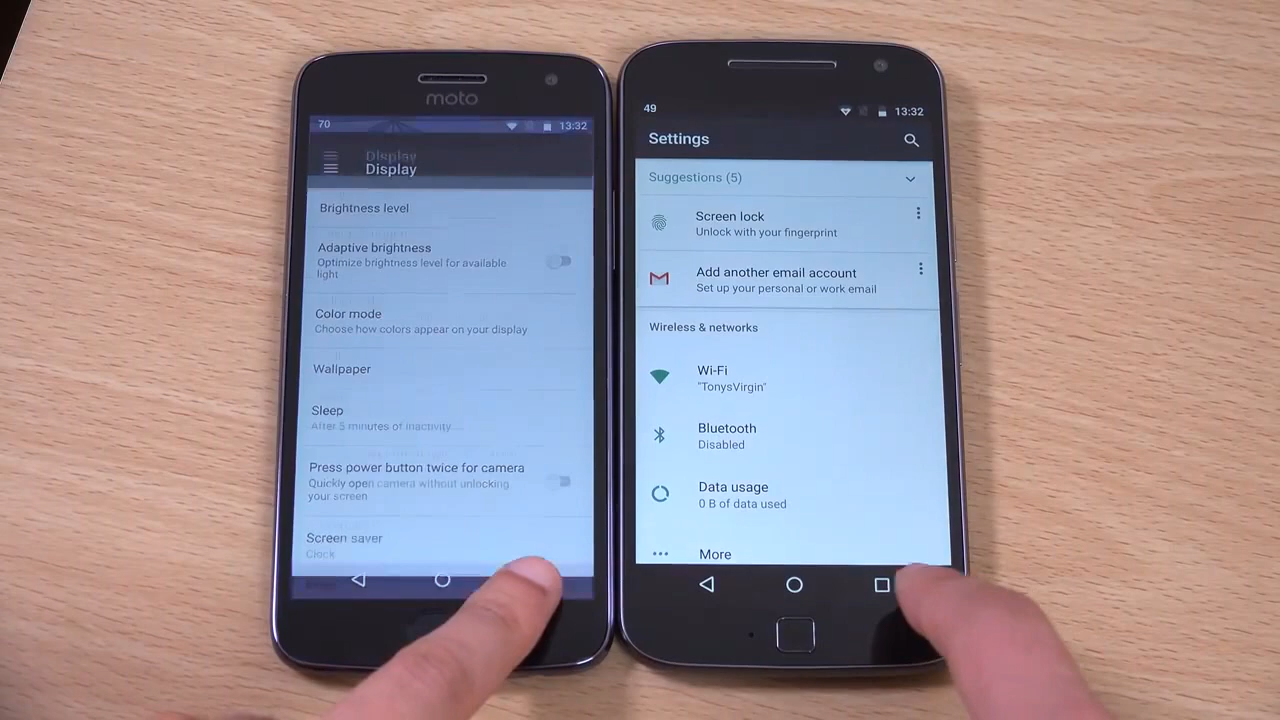 moto
70
13:32
Display
Display
Brightness level
Adaptive brightness
Optimize brightness level for available
light
Color mode
Choose how colors appear on your display
Wallpaper
Sleep
After 5 minutes of inactivity
Press power button twice for camera
Quickly open camera without unlocking
your screen
Screen saver
Clock
49
13:32
Settings
Suggestions (5)
Screen lock
Unlock with your fingerprint
Add another email account
Set up your personal or work email
Wireless & networks
Wi-Fi
"TonysVirgin"
Bluetooth
Disabled
Data usage
0 B of data used
More